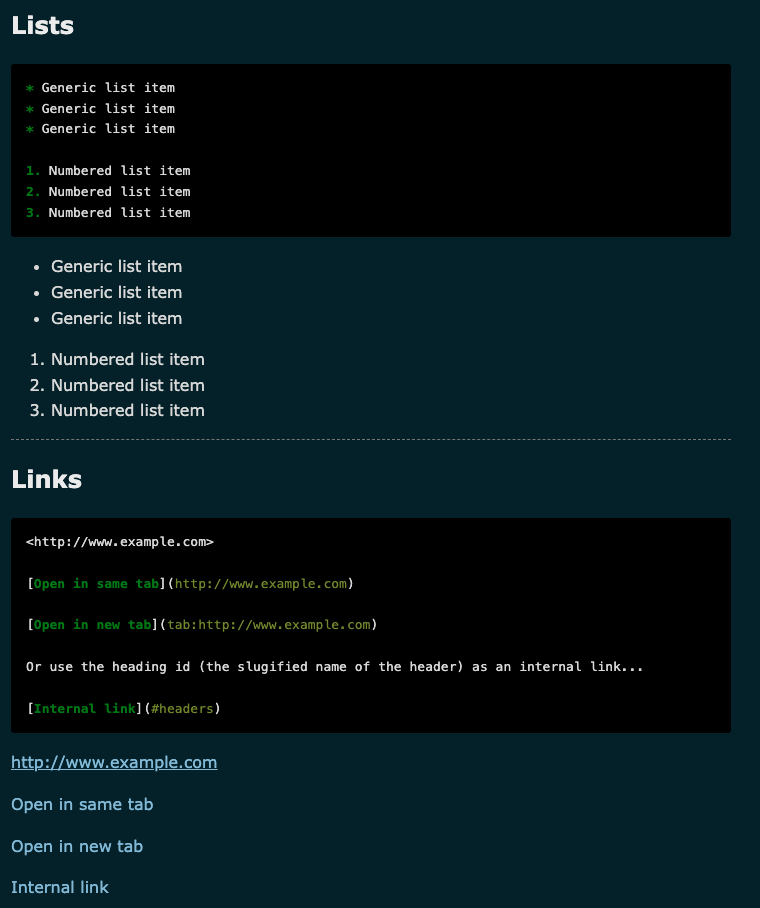 Lists
* Generic list item
* Generic list item
* Generic list item
1. Numbered list item
2. Numbered list item
3. Numbered list item
• Generic list item
• Generic list item
• Generic list item
1. Numbered list item
2. Numbered list item
3. Numbered list item
Links
<http://www.example.com>
[Open in same tab](http://www.example.com)
[Open in new tab](tab:http://www.example.com)
Or use the heading id (the slugified name of the header) as an internal link...
[Internal link](#headers)
http://www.example.com
Open in same tab
Open in new tab
Internal link